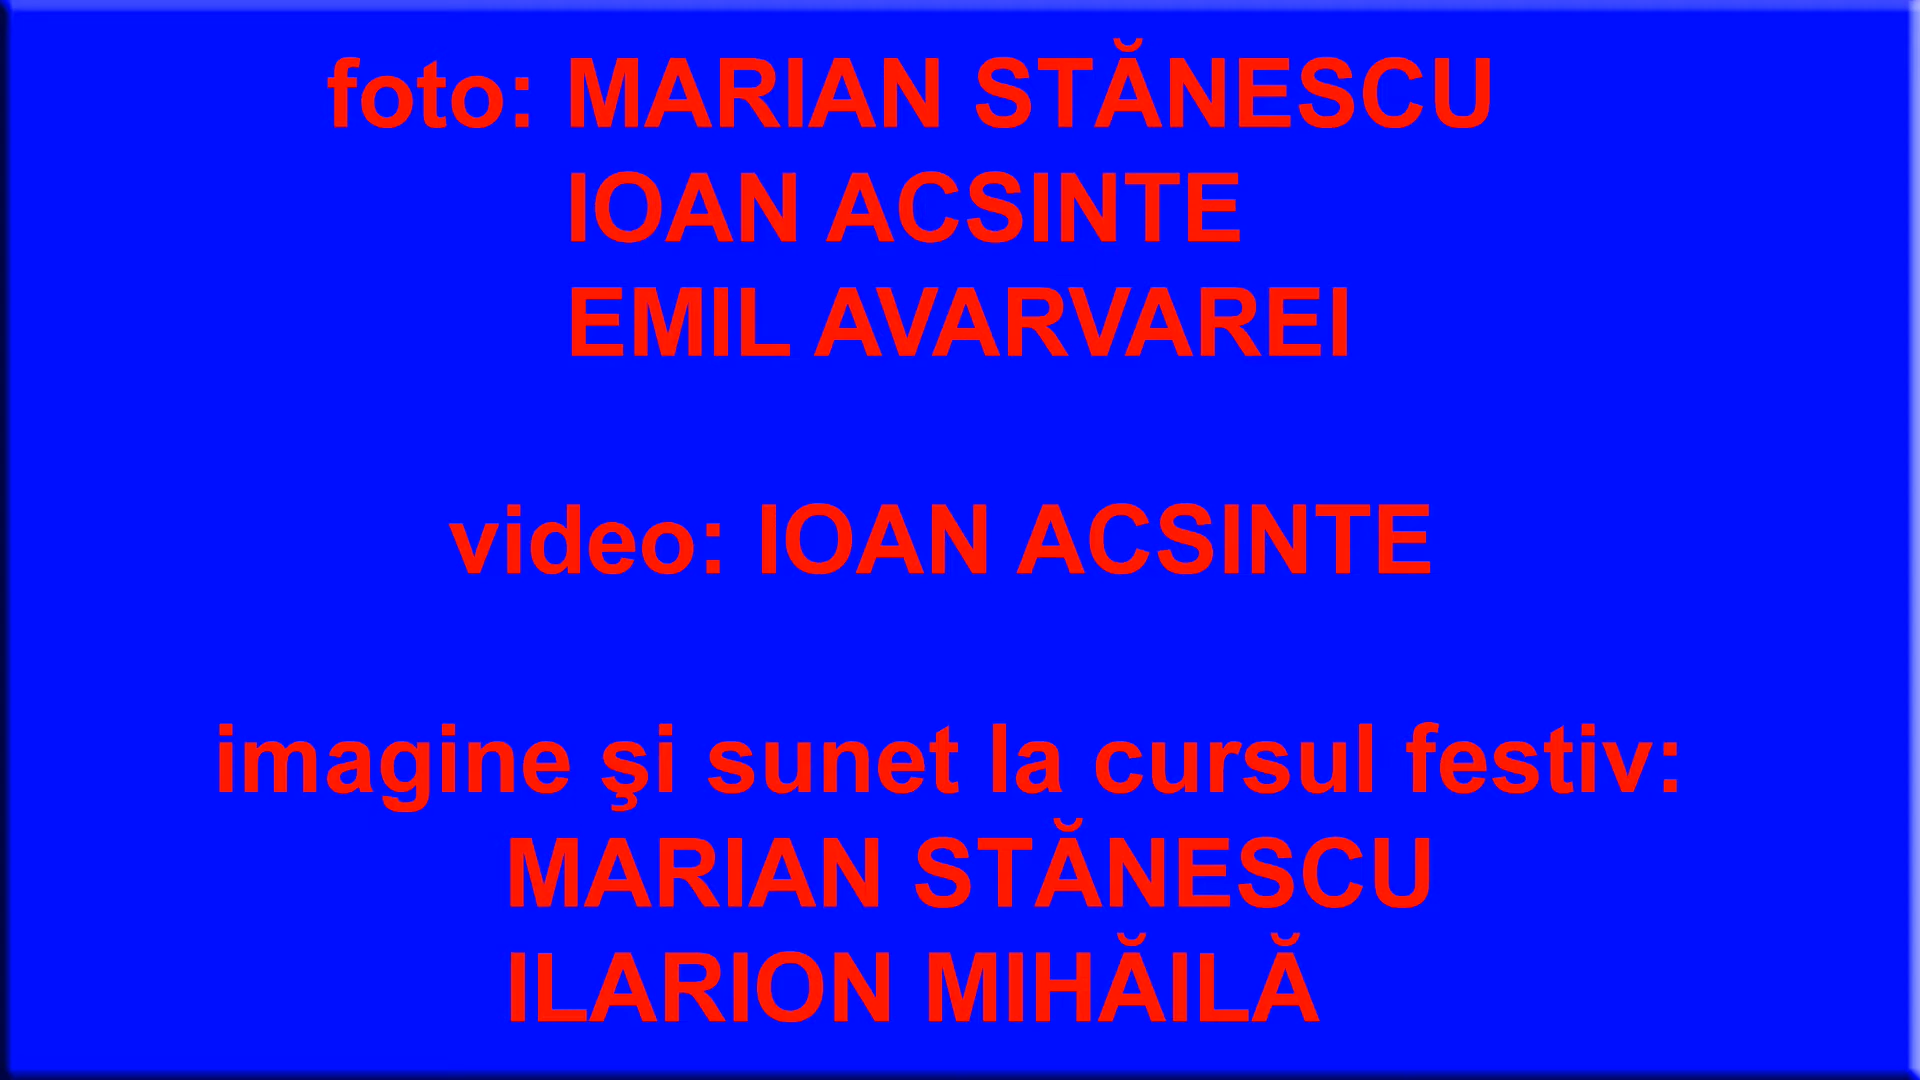 foto: MARIAN STĂNESCU
IOAN ACSINTE
EMIL AVARVAREI
video: IOAN ACSINTE
imagine şi sunet la cursul festiv:
MARIAN STĂNESCU
ILARION MIHĂILĂ